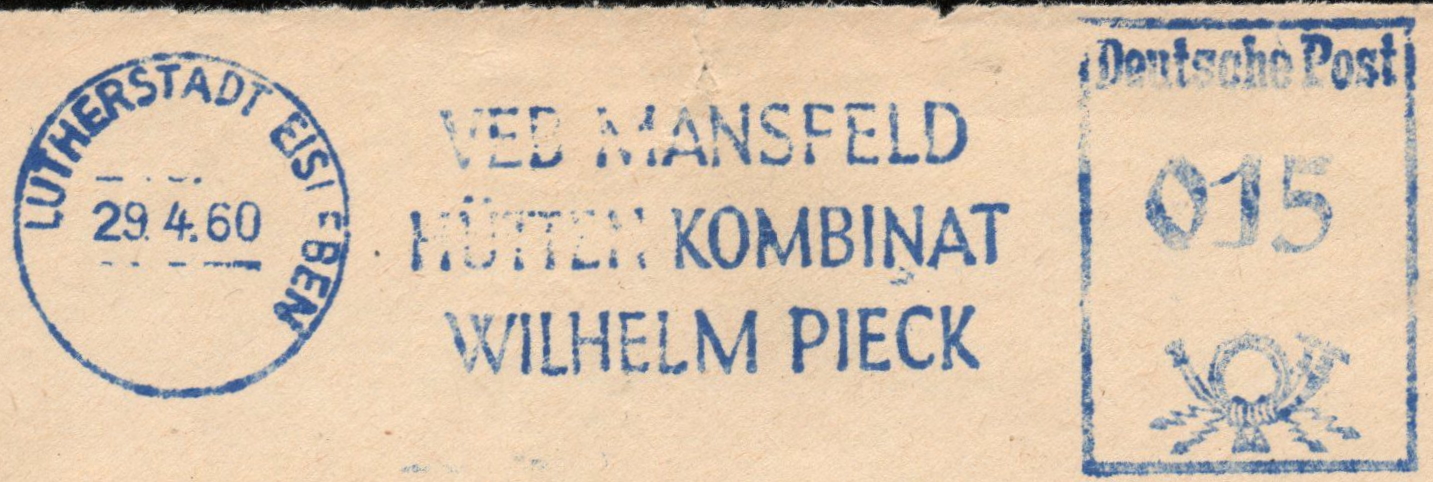 LUTHERSTADT EISLEBEN
29.4.60
VEB MANSFELD
HÜTTEN KOMBINAT
WILHELM PIECK
Deutsche Post
015